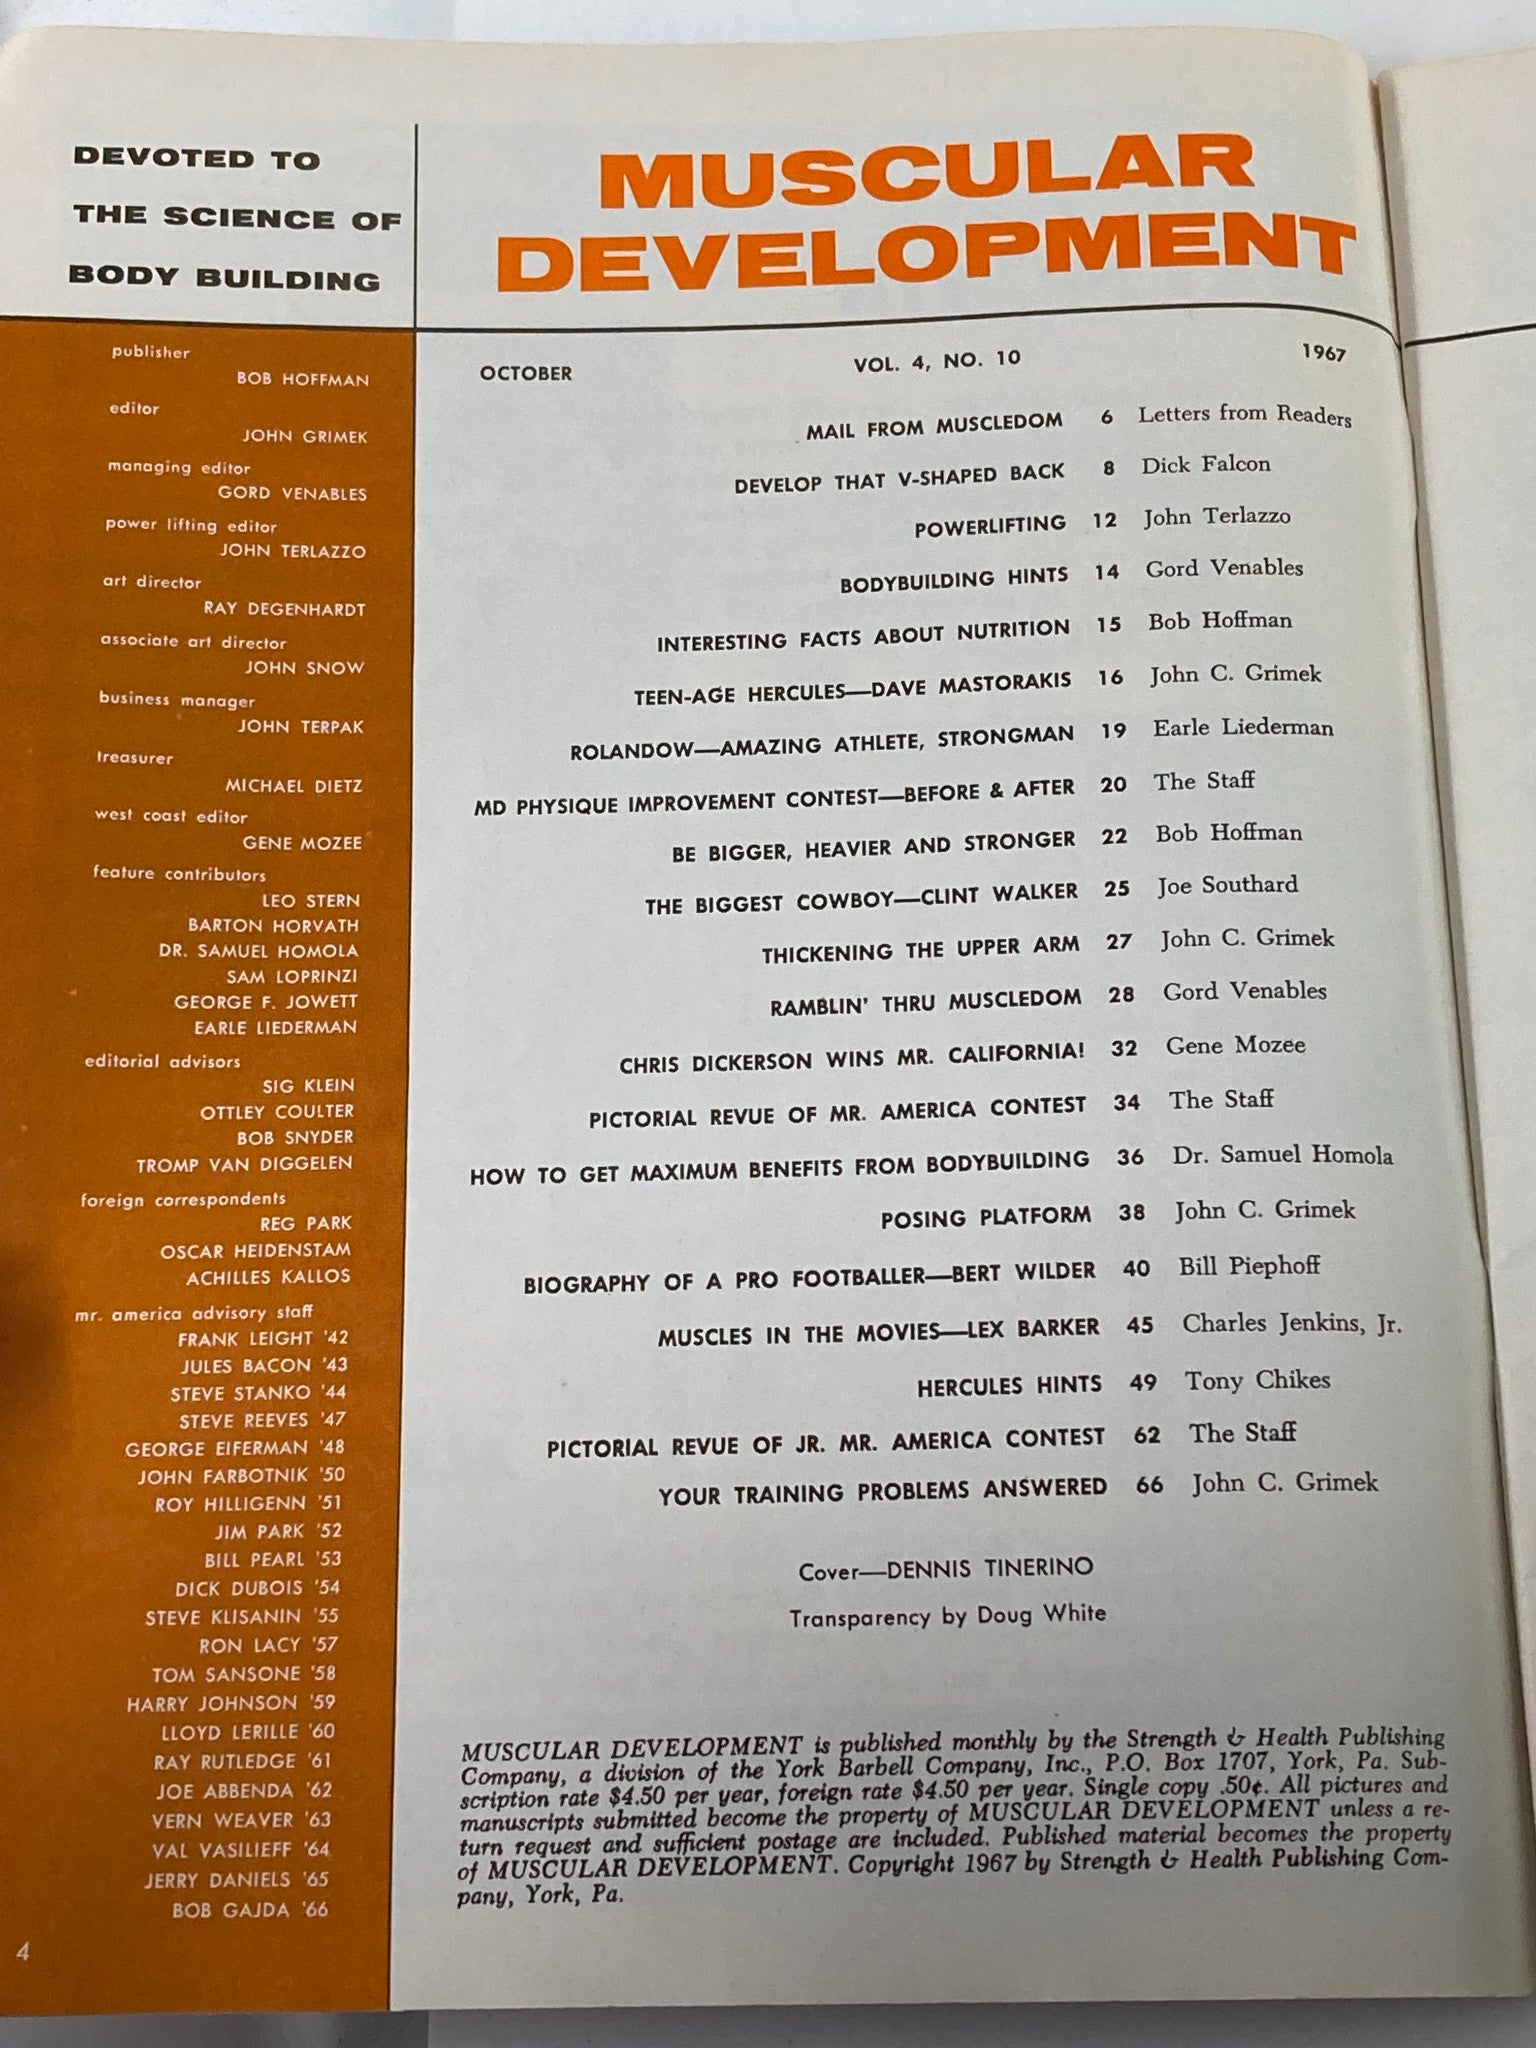 DEVOTED TO
THE SCIENCE OF
BODY BUILDING
MUSCULAR
DEVELOPMENT
publisher
BOB HOFFMAN
editor
JOHN GRIMEK
managing editor
GORD VENABLES
power lifting editor
JOHN TERLAZZO
art director
RAY DEGENHARDT
associate art director
JOHN SNOW
business manager
JOHN TERPAK
treasurer
MICHAEL DIETZ
west coast editor
GENE MOZEE
feature contributors
LEO STERN
BARTON HORVATH
DR. SAMUEL HOMOLA
SAM LOPRINZI
GEORGE F. JOWETT
EARLE LIEDERMAN
editorial advisors
SIG KLEIN
OTTLEY COULTER
BOB SNYDER
TROMP VAN DIGGELEN
foreign correspondents
REG PARK
OSCAR HEIDENSTAM
ACHILLES KALLOS
mr. america advisory staff
FRANK LEIGHT '42
JULES BACON '43
STEVE STANKO '44
STEVE REEVES '47
GEORGE EIFERMAN '48
JOHN FARBOTNIK '50
ROY HILLIGENN '51
JIM PARK '52
BILL PEARL '53
DICK DUBOIS '54
STEVE KLISANIN '55
RON LACY '57
TOM SANSONE '58
HARRY JOHNSON '59
LLOYD LERILLE '60
RAY RUTLEDGE '61
JOE ABBENDA '62
VERN WEAVER '63
VAL VASILIEFF '64
JERRY DANIELS '65
BOB GAJDA '66
4
OCTOBER VOL. 4, NO. 10 1967
MAIL FROM MUSCLEDOM 6 Letters from Readers
DEVELOP THAT V-SHAPED BACK 8 Dick Falcon
POWERLIFTING 12 John Terlazzo
BODYBUILDING HINTS 14 Gord Venables
INTERESTING FACTS ABOUT NUTRITION 15 Bob Hoffman
TEEN-AGE HERCULES—DAVE MASTORAKIS 16 John C. Grimek
ROLANDOW—AMAZING ATHLETE, STRONGMAN 19 Earle Liederman
MD PHYSIQUE IMPROVEMENT CONTEST—BEFORE & AFTER 20 The Staff
BE BIGGER, HEAVIER AND STRONGER 22 Bob Hoffman
THE BIGGEST COWBOY—CLINT WALKER 25 Joe Southard
THICKENING THE UPPER ARM 27 John C. Grimek
RAMBLIN' THRU MUSCLEDOM 28 Gord Venables
CHRIS DICKERSON WINS MR. CALIFORNIA! 32 Gene Mozee
PICTORIAL REVUE OF MR. AMERICA CONTEST 34 The Staff
HOW TO GET MAXIMUM BENEFITS FROM BODYBUILDING 36 Dr. Samuel Homola
POSING PLATFORM 38 John C. Grimek
BIOGRAPHY OF A PRO FOOTBALLER—BERT WILDER 40 Bill Piephoff
MUSCLES IN THE MOVIES—LEX BARKER 45 Charles Jenkins, Jr.
HERCULES HINTS 49 Tony Chikes
PICTORIAL REVUE OF JR. MR. AMERICA CONTEST 62 The Staff
YOUR TRAINING PROBLEMS ANSWERED 66 John C. Grimek
Cover—DENNIS TINERINO
Transparency by Doug White
MUSCULAR DEVELOPMENT is published monthly by the Strength & Health Publishing
Company, a division of the York Barbell Company, Inc., P.O. Box 1707, York, Pa. Sub-
scription rate $4.50 per year, foreign rate $4.50 per year. Single copy .50¢. All pictures and
manuscripts submitted become the property of MUSCULAR DEVELOPMENT unless a re-
turn request and sufficient postage are included. Published material becomes the property
of MUSCULAR DEVELOPMENT. Copyright 1967 by Strength & Health Publishing Com-
pany, York, Pa.